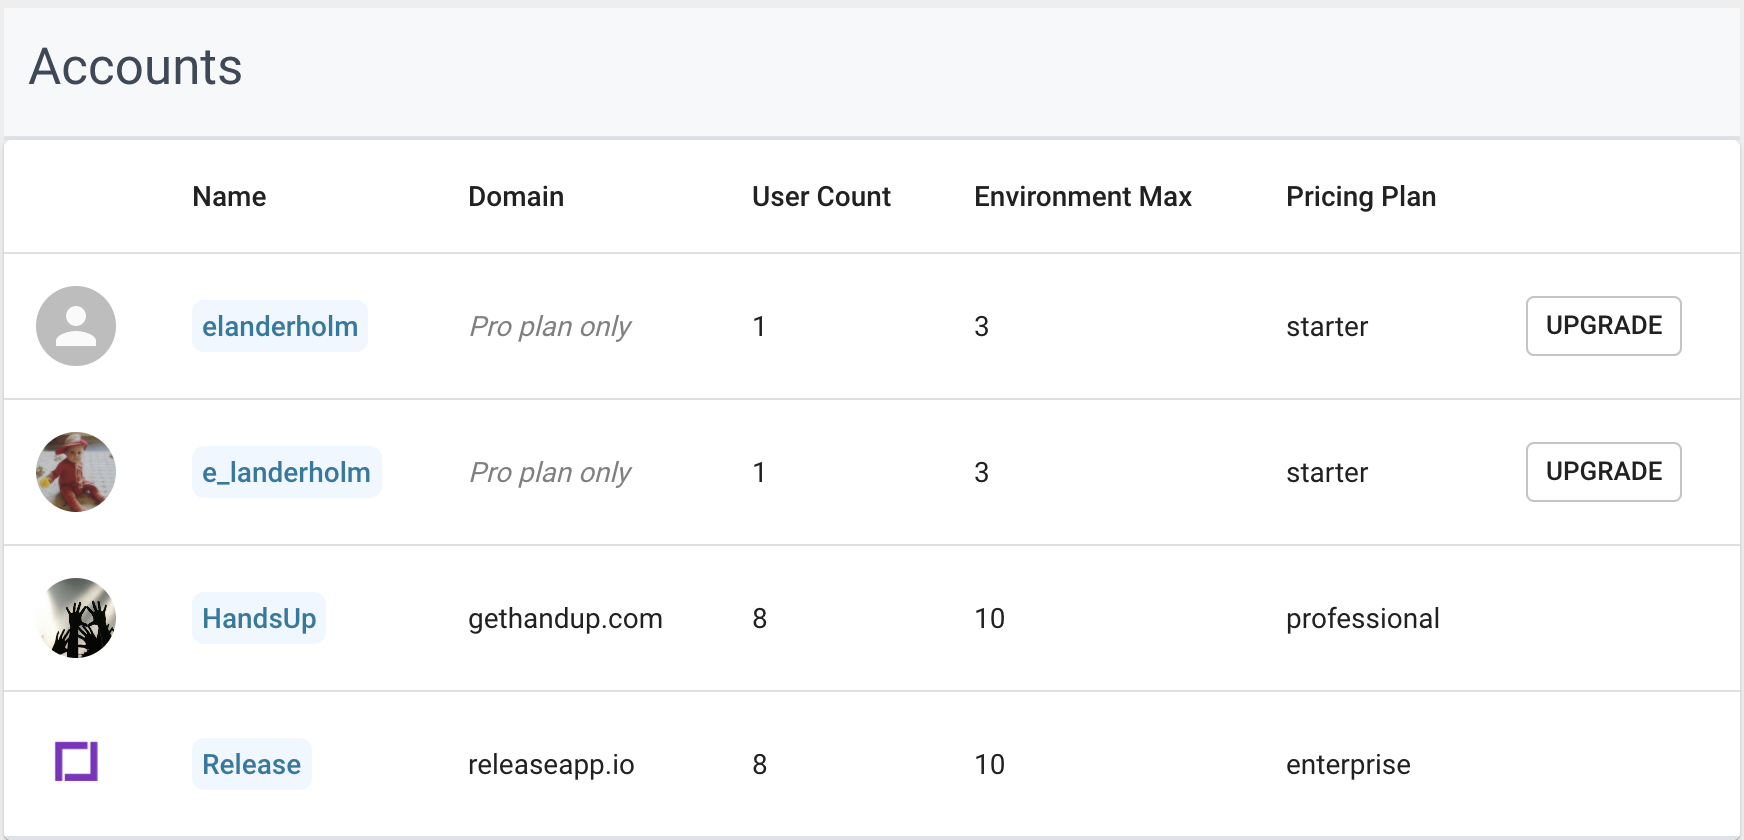 Accounts
Name Domain User Count Environment Max Pricing Plan
elanderholm Pro plan only 1 3 starter UPGRADE
e_landerholm Pro plan only 1 3 starter UPGRADE
HandsUp gethandup.com 8 10 professional
Release releaseapp.io 8 10 enterprise